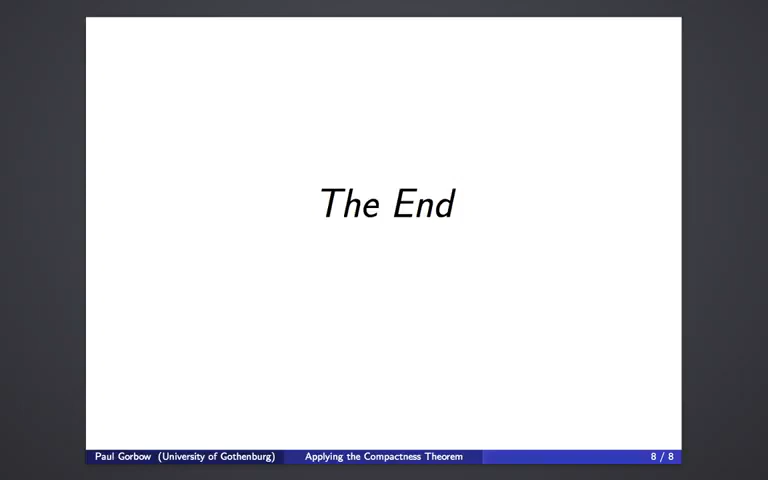 The End
Paul Gorbow (University of Gothenburg) Applying the Compactness Theorem 8 / 8